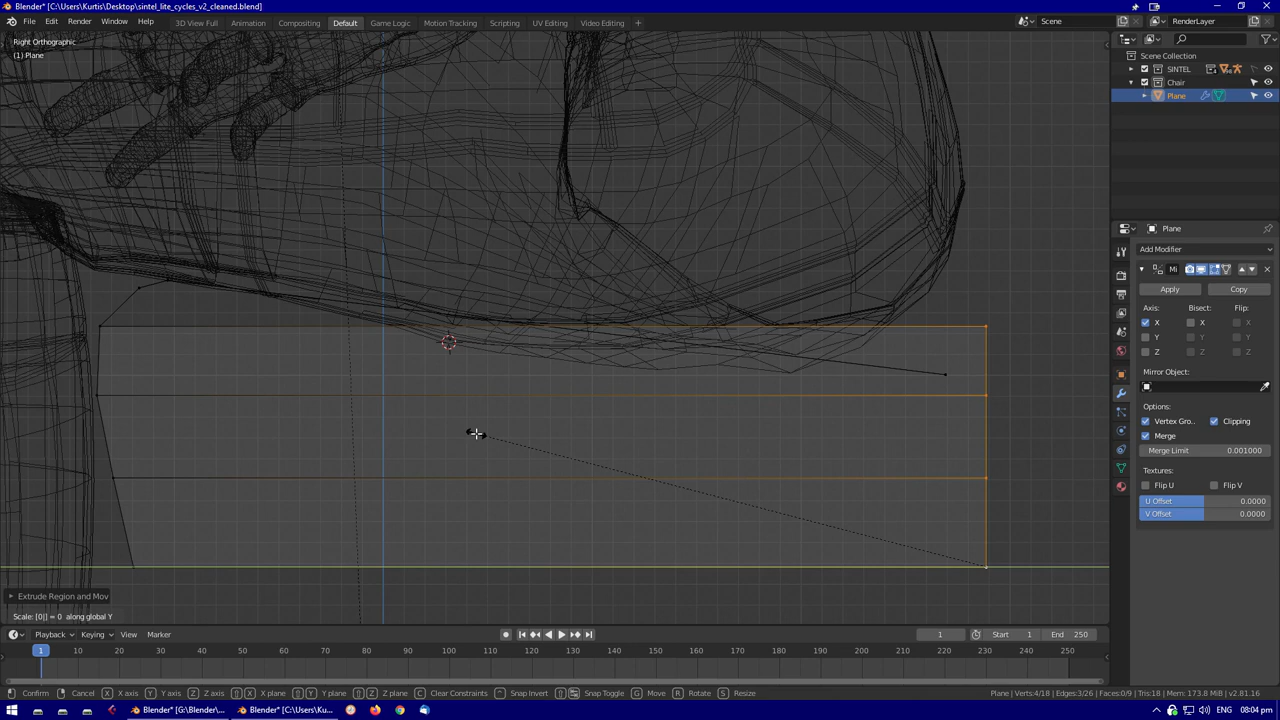 Blender* [C:\Users\Kurtis\Desktop\sintel_lite_cycles_v2_cleaned.blend]
File Edit Render Window Help 3D View Full Animation Compositing Default Game Logic Motion Tracking Scripting UV Editing Video Editing + Scene RenderLayer
Right Orthographic
(1) Plane
Scene Collection
SINTEL
Chair
Plane
Plane
Add Modifier
Mi
Apply Copy
Axis: Bisect: Flip:
X X X
Y Y Y
Z Z Z
Mirror Object:
Options:
Vertex Gro.. Clipping
Merge
Merge Limit 0.001000
Textures:
Flip U Flip V
U Offset 0.0000
V Offset 0.0000
Extrude Region and Mov
Scale: [0|] = 0 along global Y
Playback Keying View Marker 1 Start 1 End 250
1 10 20 30 40 50 60 70 80 90 100 110 120 130 140 150 160 170 180 190 200 210 220 230 240 250
Confirm Cancel X X axis Y Y axis Z Z axis X X plane Y Y plane Z Z plane C Clear Constraints Snap Invert Snap Toggle G Move R Rotate S Resize Plane | Verts:4/18 | Edges:3/26 | Faces:0/9 | Tris:18 | Mem: 173.8 MiB | v2.81.16
Blender* [G:\Blender\... Blender* [C:\Users\Ku... ENG 08:04 pm